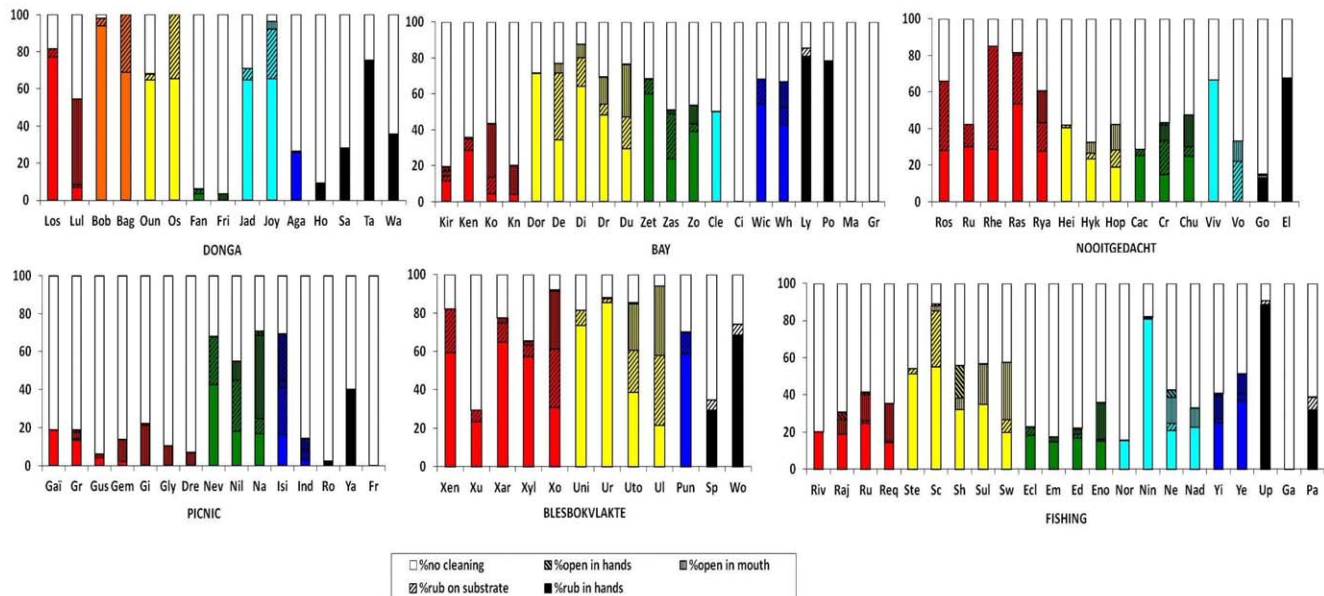 100 100 100
80 80 80
60 60 60
40 40 40
20 20 20
0 0 0
Los Lul Bob Bag Oun Os Fan Fri Jad Joy Aga Ho Sa Ta Wa
Kir Ken Ko Kn Dor De Di Dr Du Zet Zas Zo Cle Ci Wic Wh Ly Po Ma Gr
Ros Ru Rhe Ras Rya Hei Hyk Hop Cac Cr Chu Viv Vo Go El
DONGA BAY NOOITGEDACHT
100 100 100
80 80 80
60 60 60
40 40 40
20 20 20
0 0 0
Gaï Gr Gus Gem Gi Gly Dre Nev Nil Na Isi Ind Ro Ya Fr
Xen Xu Xar Xyl Xo Uni Ur Uto Ul Pun Sp Wo
Riv Raj Ru Req Ste Sc Sh Sul Sw Ecl Em Ed Eno Nor Nin Ne Nad Yi Ye Up Ga Pa
PICNIC BLESBOKVLAKTE FISHING
%no cleaning %open in hands %open in mouth
%rub on substrate %rub in hands